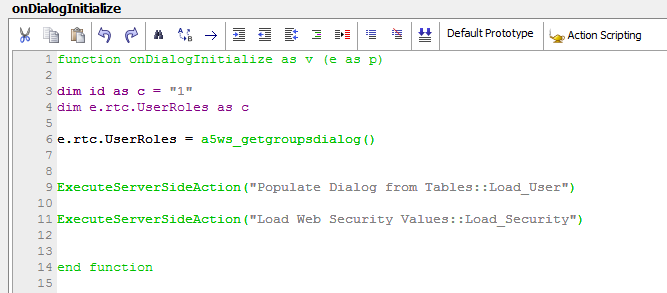 onDialogInitialize
Default Prototype Action Scripting
1 function onDialogInitialize as v (e as p)
2
3 dim id as c = "1"
4 dim e.rtc.UserRoles as c
5
6 e.rtc.UserRoles = a5ws_getgroupsdialog()
7
8
9 ExecuteServerSideAction("Populate Dialog from Tables::Load_User")
10
11 ExecuteServerSideAction("Load Web Security Values::Load_Security")
12
13
14 end function
15